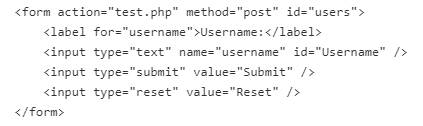 <form action="test.php" method="post" id="users">
<label for="username">Username:</label>
<input type="text" name="username" id="Username" />
<input type="submit" value="Submit" />
<input type="reset" value="Reset" />
</form>